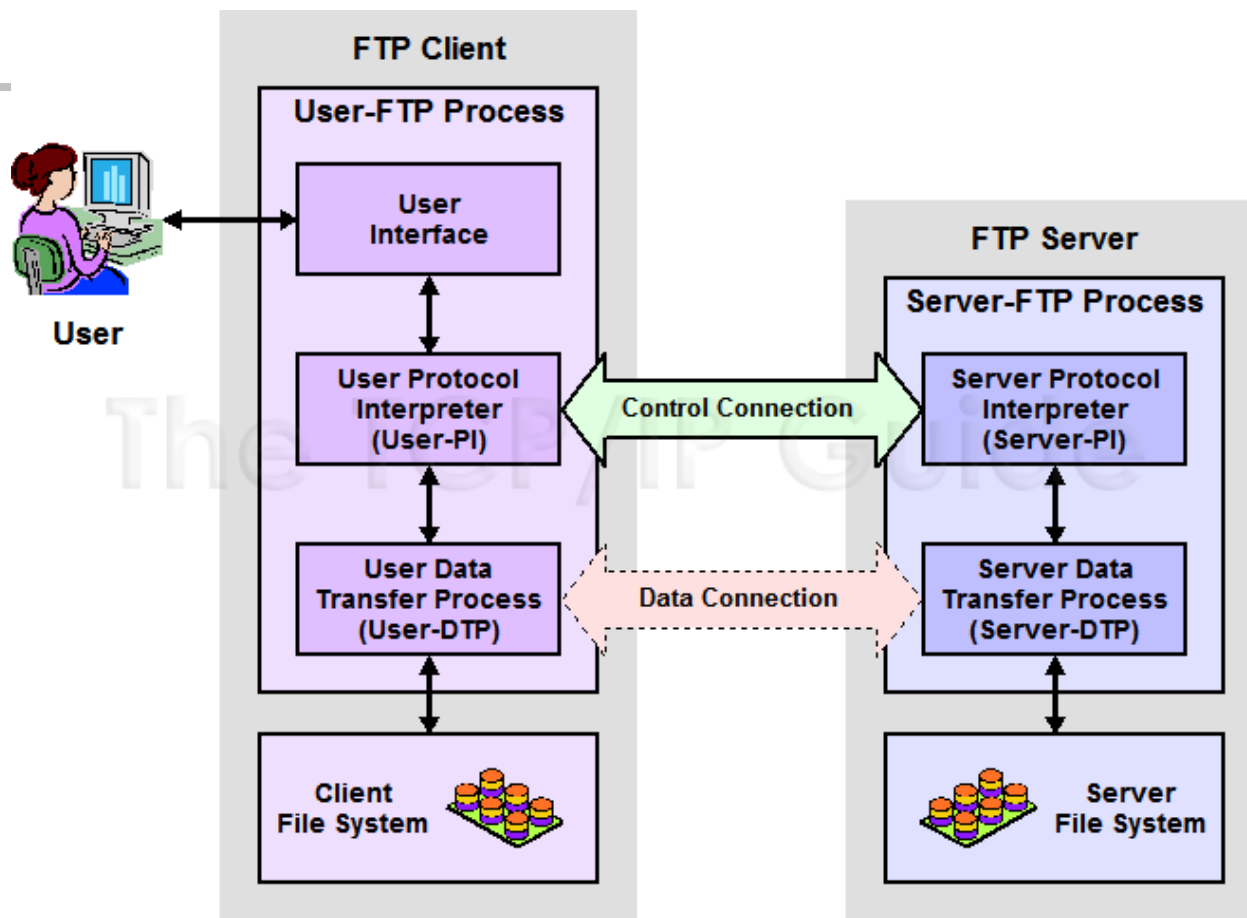 FTP Client
User-FTP Process
User
Interface
User
FTP Server
Server-FTP Process
User Protocol
Interpreter
(User-PI)
Control Connection
Server Protocol
Interpreter
(Server-PI)
The TCP/IP Guide
User Data
Transfer Process
(User-DTP)
Data Connection
Server Data
Transfer Process
(Server-DTP)
Client
File System
Server
File System